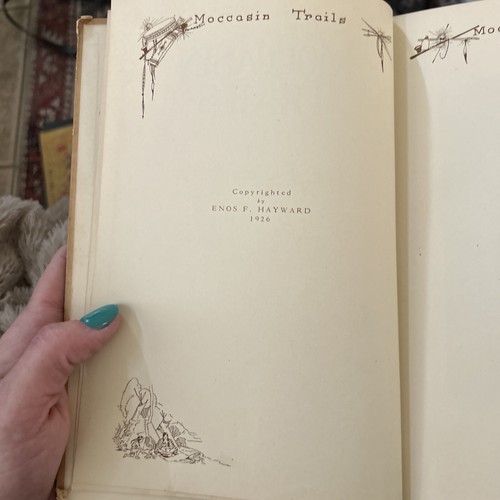 Moccasin Trails
Copyrighted
by
ENOS F. HAYWARD
1926